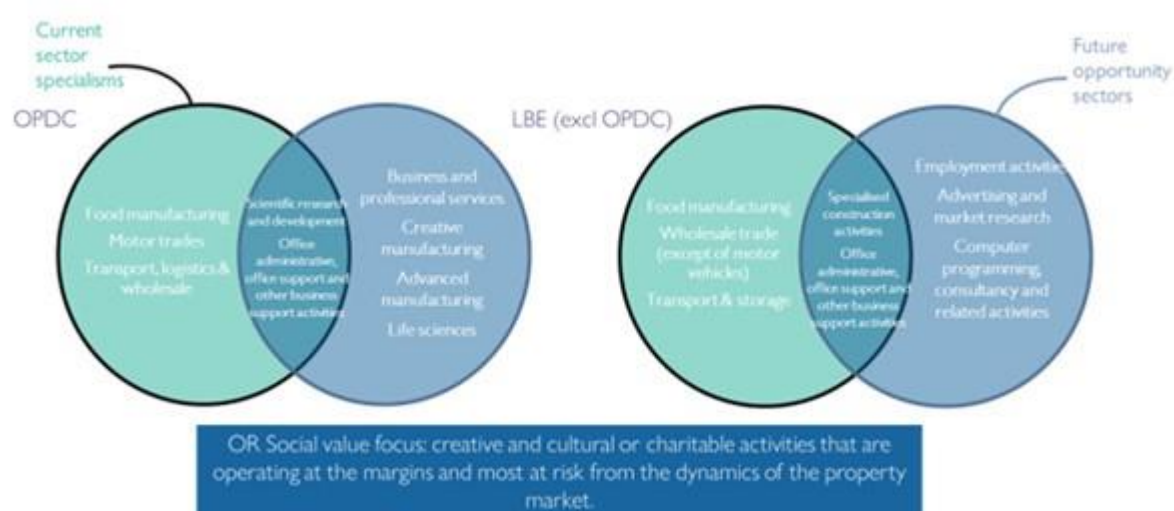 Current
sector
specialisms
OPDC
Food manufacturing
Motor trades
Transport, logistics &
wholesale
Scientific research
and development
Office
administrative,
office support and
other business
support activities
Business and
professional services
Creative
manufacturing
Advanced
manufacturing
Life sciences
LBE (excl OPDC)
Future
opportunity
sectors
Food manufacturing
Wholesale trade
(except of motor
vehicles)
Transport & storage
Specialised
construction
activities
Office
administrative,
office support and
other business
support activities
Employment activities
Advertising and
market research
Computer
programming,
consultancy and
related activities
OR Social value focus: creative and cultural or charitable activities that are
operating at the margins and most at risk from the dynamics of the property
market.